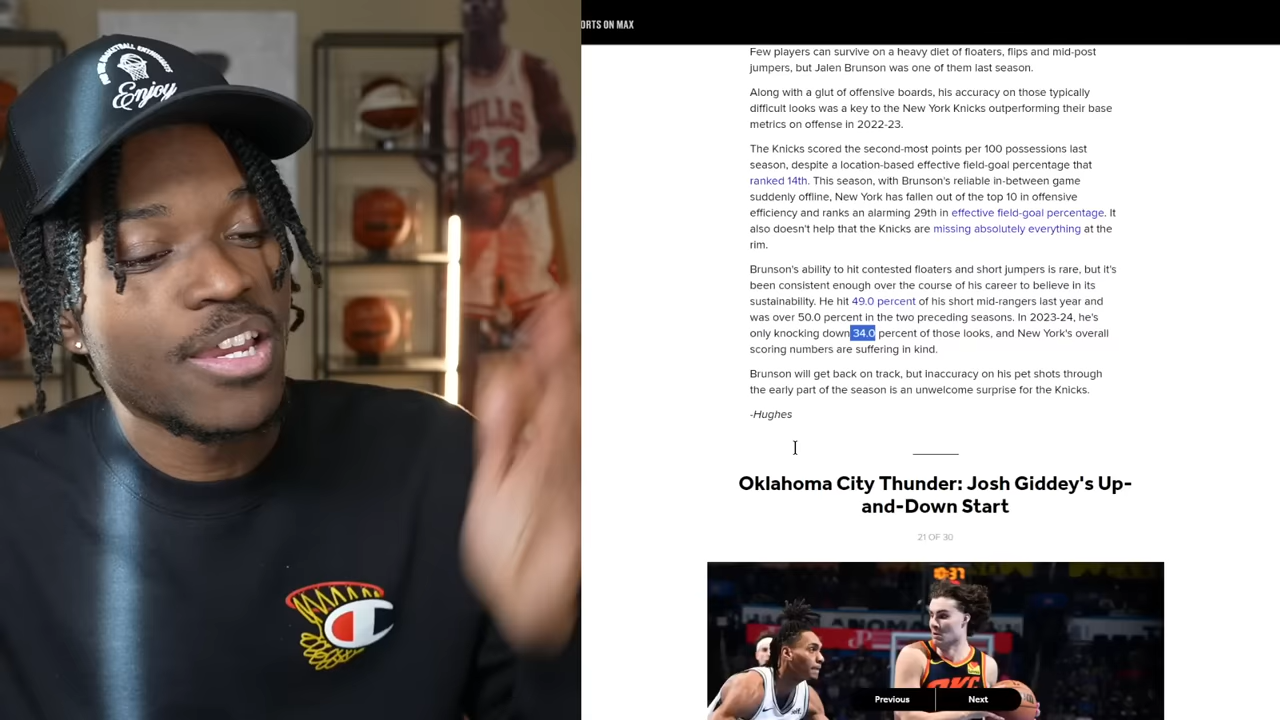 ORTS ON MAX
Few players can survive on a heavy diet of floaters, flips and mid-post
jumpers, but Jalen Brunson was one of them last season.
Along with a glut of offensive boards, his accuracy on those typically
difficult looks was a key to the New York Knicks outperforming their base
metrics on offense in 2022-23.
The Knicks scored the second-most points per 100 possessions last
season, despite a location-based effective field-goal percentage that
ranked 14th. This season, with Brunson's reliable in-between game
suddenly offline, New York has fallen out of the top 10 in offensive
efficiency and ranks an alarming 29th in effective field-goal percentage. It
also doesn't help that the Knicks are missing absolutely everything at the
rim.
Brunson's ability to hit contested floaters and short jumpers is rare, but it's
been consistent enough over the course of his career to believe in its
sustainability. He hit 49.0 percent of his short mid-rangers last year and
was over 50.0 percent in the two preceding seasons. In 2023-24, he's
only knocking down 34.0 percent of those looks, and New York's overall
scoring numbers are suffering in kind.
Brunson will get back on track, but inaccuracy on his pet shots through
the early part of the season is an unwelcome surprise for the Knicks.
-Hughes
Oklahoma City Thunder: Josh Giddey's Up-
and-Down Start
21 OF 30
10:37
OKC
Previous
Next
Enjoy
BULLS
23